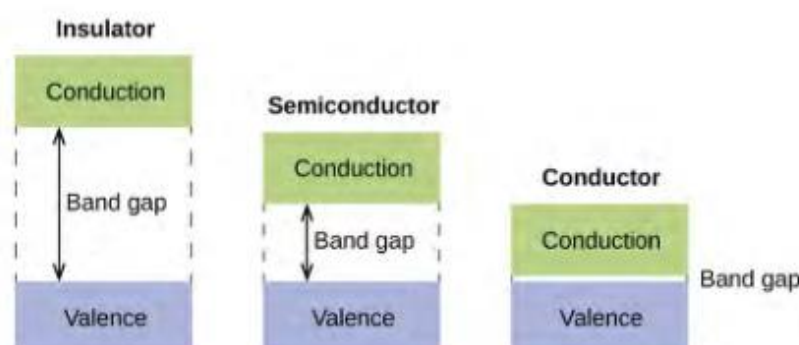 Insulator
Conduction
Band gap
Valence
Semiconductor
Conduction
Band gap
Valence
Conductor
Conduction
Band gap
Valence